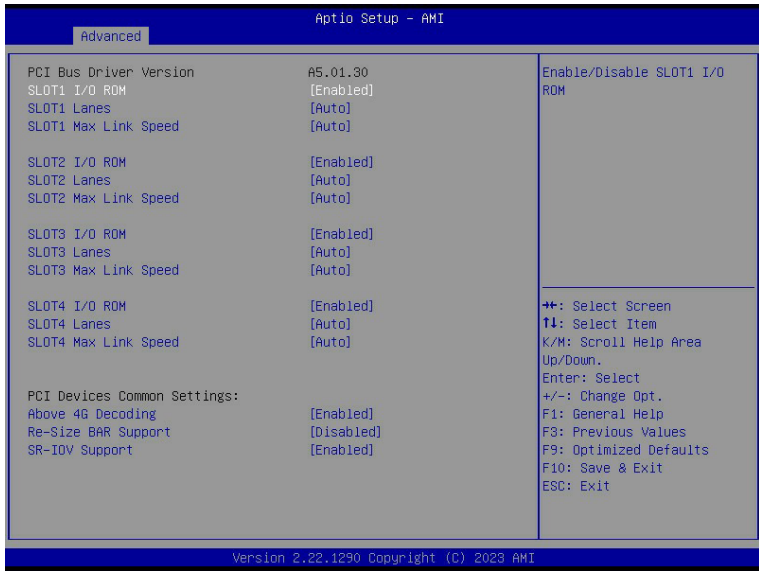 Aptio Setup – AMI
Advanced
PCI Bus Driver Version A5.01.30
SLOT1 I/O ROM [Enabled]
SLOT1 Lanes [Auto]
SLOT1 Max Link Speed [Auto]
SLOT2 I/O ROM [Enabled]
SLOT2 Lanes [Auto]
SLOT2 Max Link Speed [Auto]
SLOT3 I/O ROM [Enabled]
SLOT3 Lanes [Auto]
SLOT3 Max Link Speed [Auto]
SLOT4 I/O ROM [Enabled]
SLOT4 Lanes [Auto]
SLOT4 Max Link Speed [Auto]
PCI Devices Common Settings:
Above 4G Decoding [Enabled]
Re-Size BAR Support [Disabled]
SR-IOV Support [Enabled]
Enable/Disable SLOT1 I/O
ROM
→←: Select Screen
↑↓: Select Item
K/M: Scroll Help Area
Up/Down.
Enter: Select
+/-: Change Opt.
F1: General Help
F3: Previous Values
F9: Optimized Defaults
F10: Save & Exit
ESC: Exit
Version 2.22.1290 Copyright (C) 2023 AMI